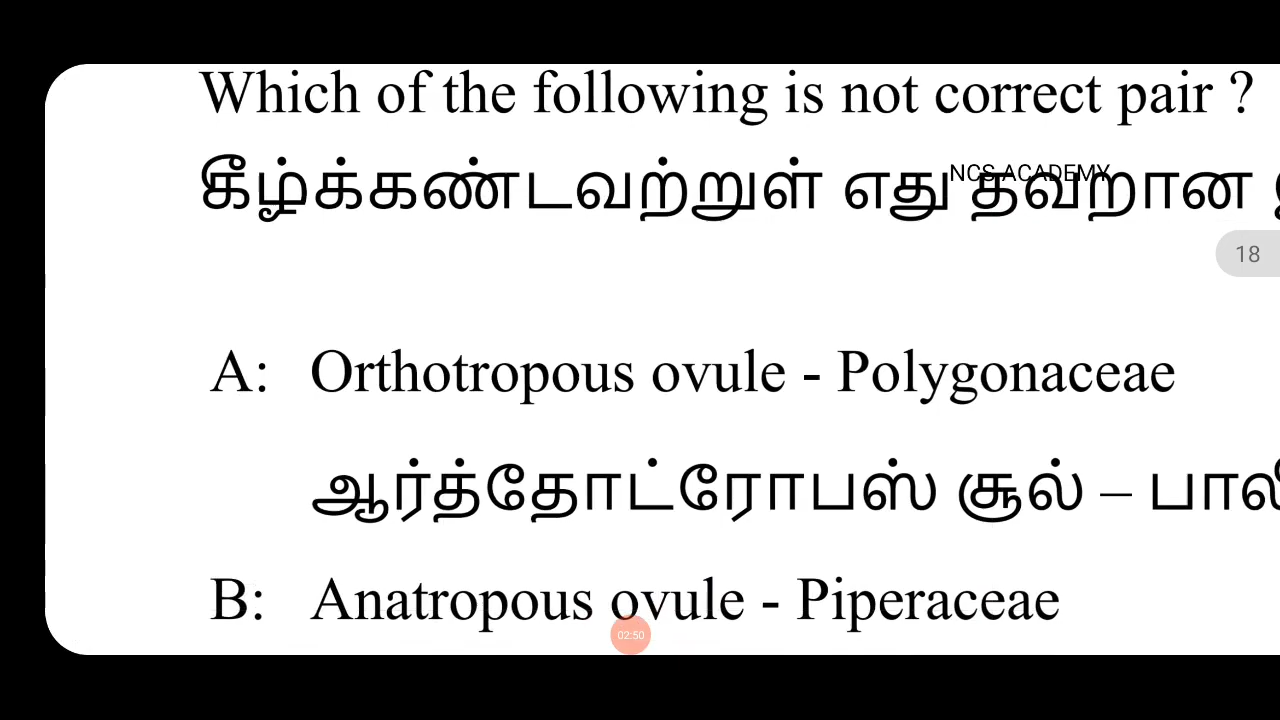 Which of the following is not correct pair ?
கீழ்க்கண்டவற்றுள் எது தவறான
NCS ACADEMY
18
A: Orthotropous ovule - Polygonaceae
ஆர்த்தோட்ரோபஸ் சூல் –
B: Anatropous ovule - Piperaceae
02:50